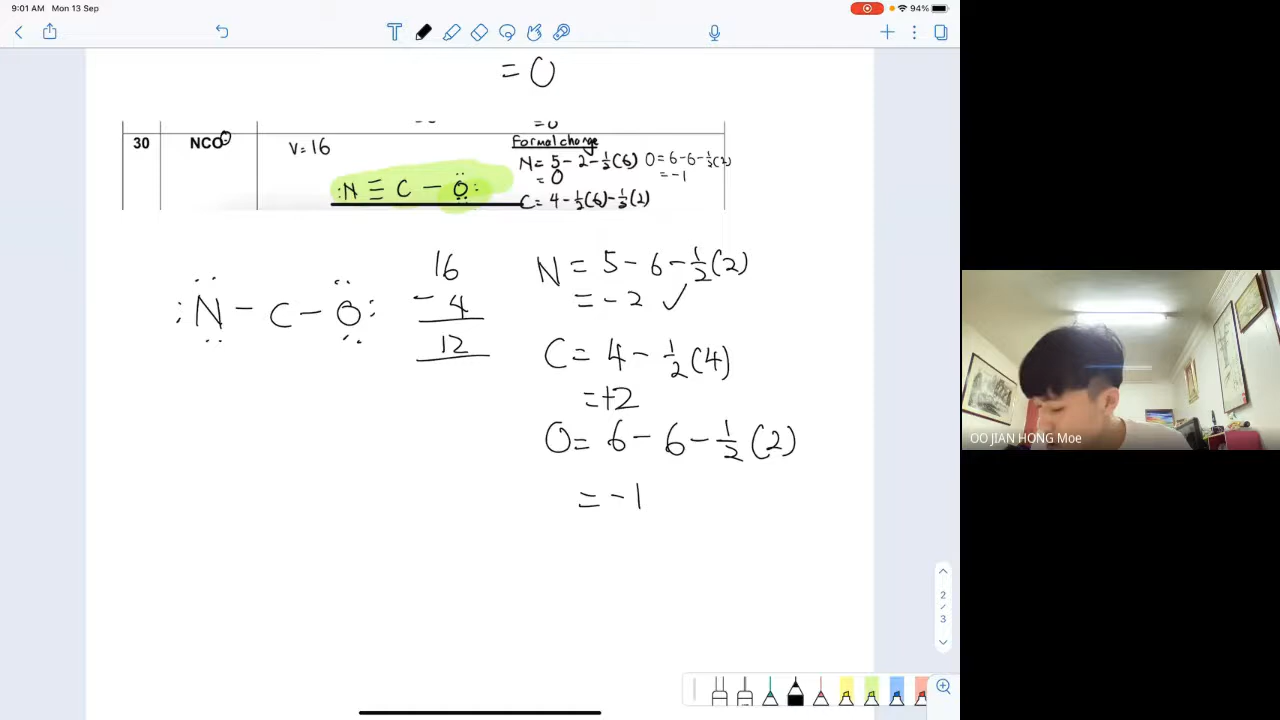 9:01 AM Mon 13 Sep
94%
= 0
= 0
30 NCO⊖ V = 16
Formal charge
N = 5 - 2 - ½(6) O = 6 - 6 - ½(2)
= 0 = -1
:N ≡ C - Ö:
C = 4 - ½(6) - ½(2)
:N - C - O:
16
- 4
12
N = 5 - 6 - ½(2)
= -2 ✓
C = 4 - ½(4)
= +2
O = 6 - 6 - ½(2)
= -1
OO JIAN HONG Moe
2
/
3